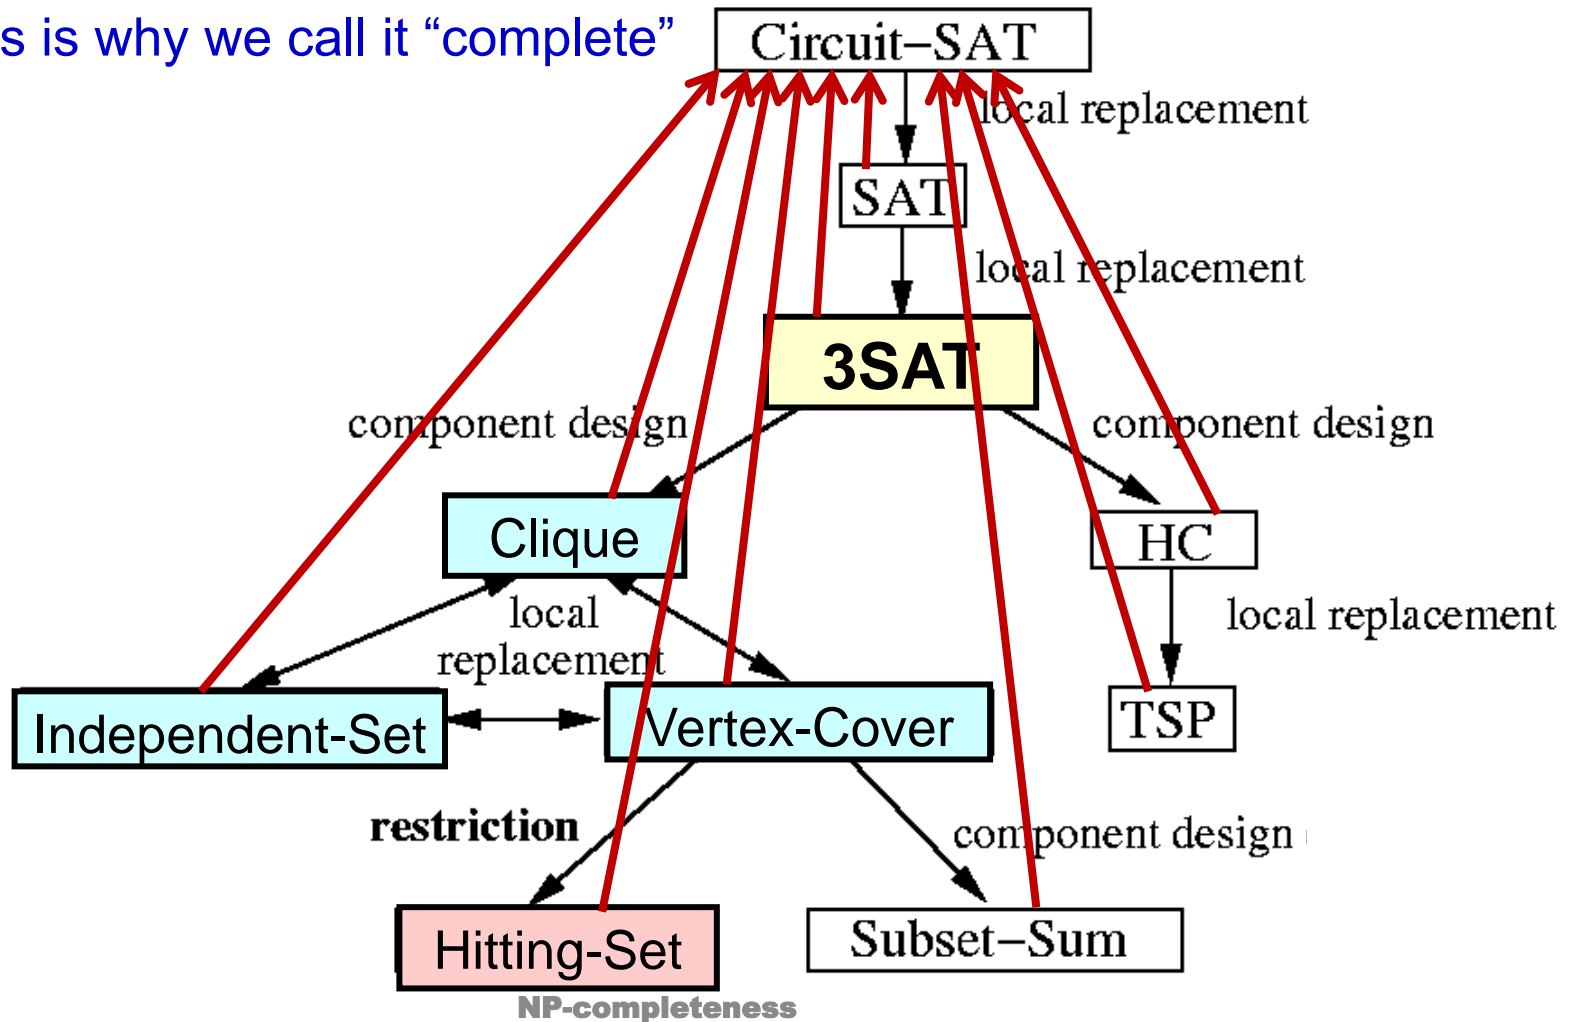 s is why we call it “complete”
Circuit–SAT
local replacement
SAT
local replacement
3SAT
component design
component design
Clique
HC
local
replacement
local replacement
Independent-Set
Vertex-Cover
TSP
restriction
component design
Hitting-Set
Subset–Sum
NP-completeness